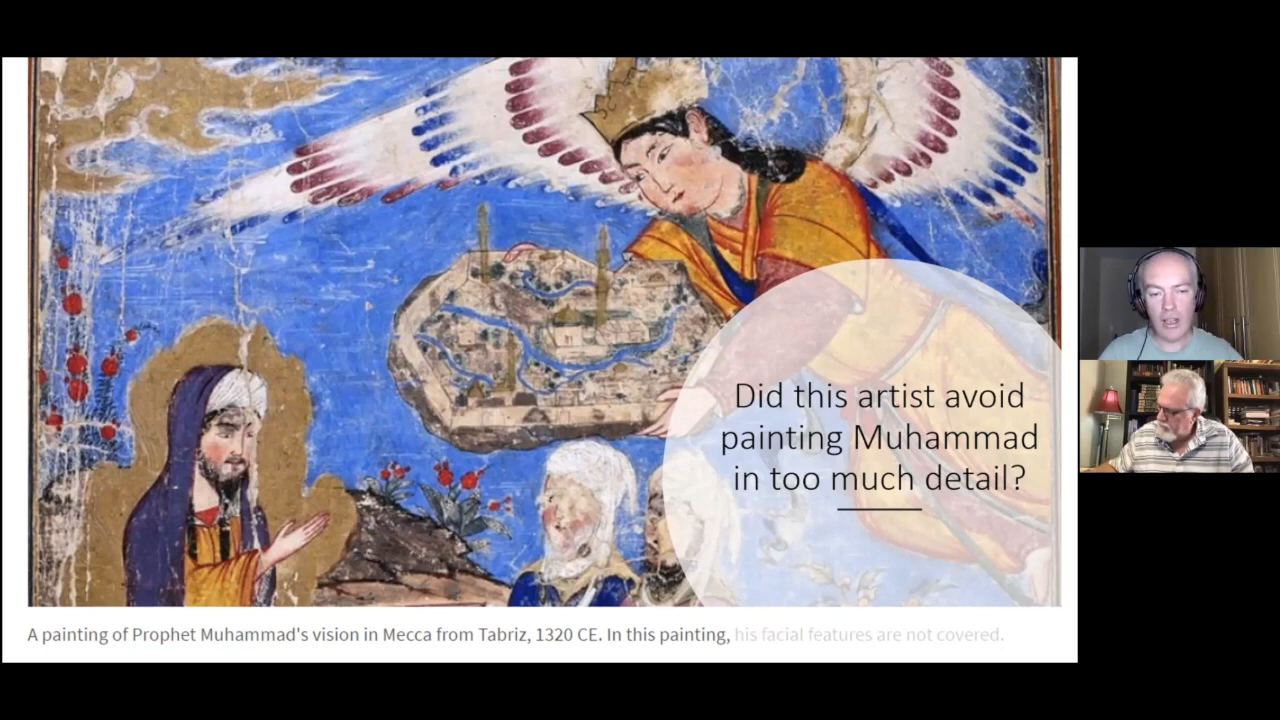 Did this artist avoid
painting Muhammad
in too much detail?
A painting of Prophet Muhammad's vision in Mecca from Tabriz, 1320 CE. In this painting, his facial features are not covered.